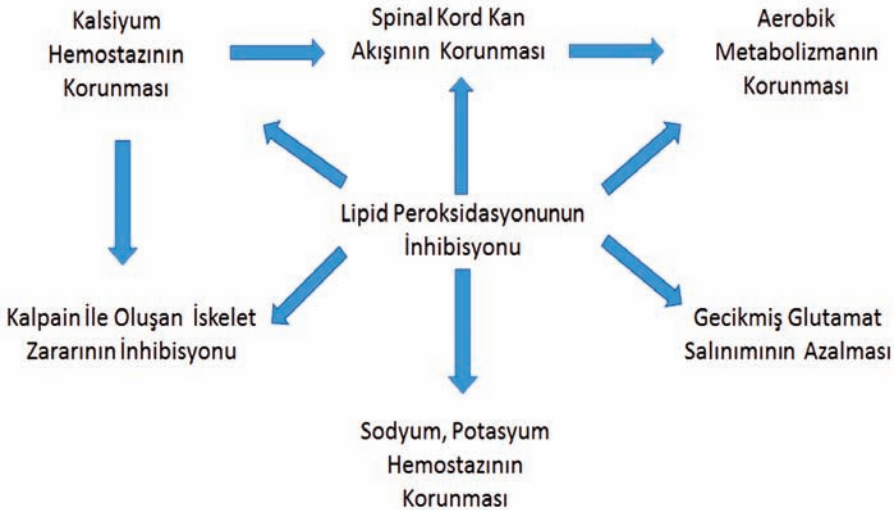 Kalsiyum
Hemostazının
Korunması
Spinal Kord Kan
Akışının Korunması
Aerobik
Metabolizmanın
Korunması
Lipid Peroksidasyonunun
İnhibisyonu
Kalpain İle Oluşan İskelet
Zararının İnhibisyonu
Gecikmiş Glutamat
Salınımının Azalması
Sodyum, Potasyum
Hemostazının
Korunması